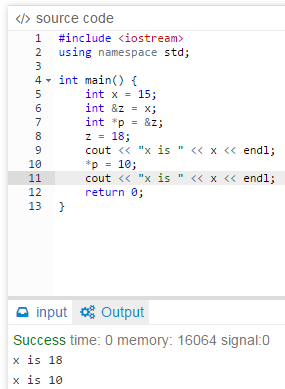 </> source code
1 #include <iostream>
2 using namespace std;
3
4 int main() {
5     int x = 15;
6     int &z = x;
7     int *p = &z;
8     z = 18;
9     cout << "x is " << x << endl;
10     *p = 10;
11     cout << "x is " << x << endl;
12     return 0;
13 }
input Output
Success time: 0 memory: 16064 signal:0
x is 18
x is 10